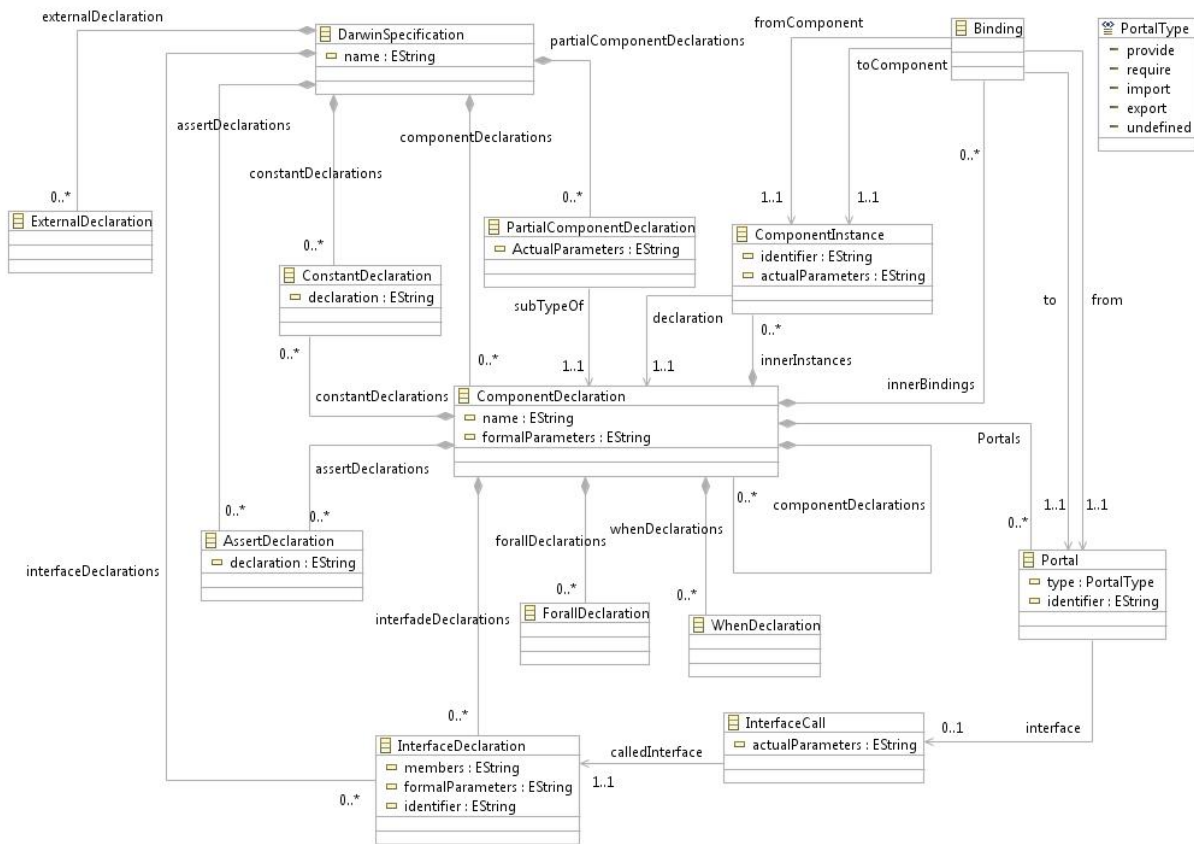 externalDeclaration
DarwinSpecification
name : EString
partialComponentDeclarations
fromComponent
Binding
toComponent
PortalType
provide
require
import
export
undefined
assertDeclarations
componentDeclarations
constantDeclarations
0..*
0..*
0..*
1..1
1..1
ExternalDeclaration
PartialComponentDeclaration
ActualParameters : EString
ComponentInstance
identifier : EString
actualParameters : EString
0..*
ConstantDeclaration
declaration : EString
subTypeOf
declaration
0..*
to
from
0..*
0..*
1..1
1..1
innerInstances
innerBindings
constantDeclarations
ComponentDeclaration
name : EString
formalParameters : EString
Portals
assertDeclarations
0..*
componentDeclarations
0..*
0..*
whenDeclarations
forallDeclarations
0..*
1..1
1..1
AssertDeclaration
declaration : EString
interfaceDeclarations
Portal
type : PortalType
identifier : EString
0..*
0..*
interfadeDeclarations
ForallDeclaration
WhenDeclaration
0..*
InterfaceCall
actualParameters : EString
0..1
interface
InterfaceDeclaration
members : EString
formalParameters : EString
identifier : EString
calledInterface
1..1
0..*